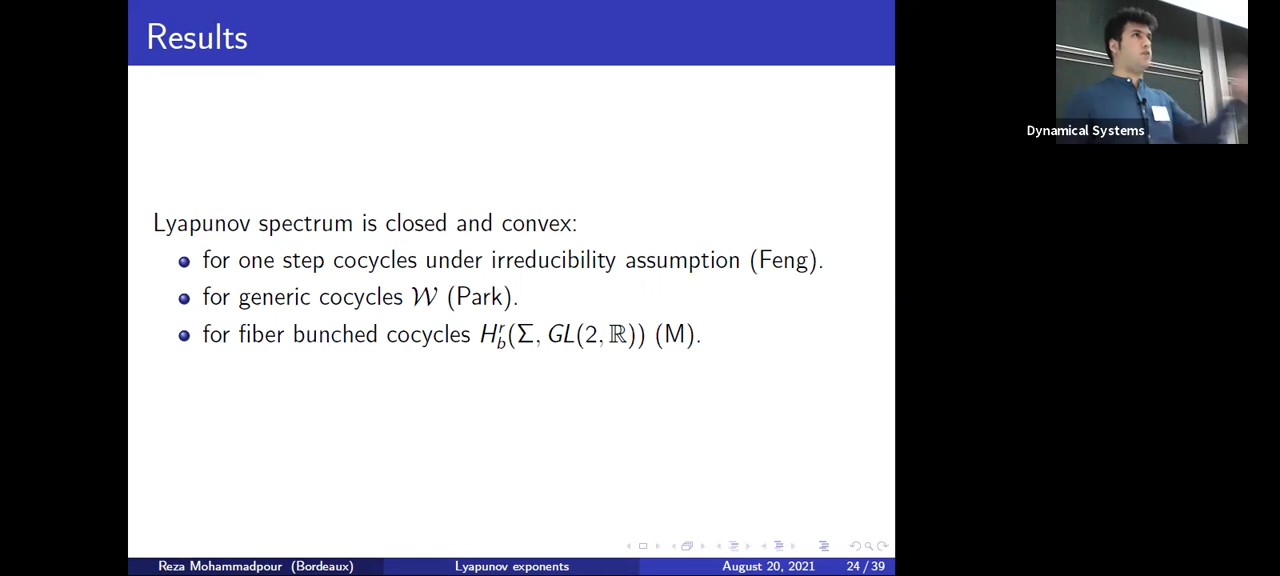 Results
Dynamical Systems
Lyapunov spectrum is closed and convex:
for one step cocycles under irreducibility assumption (Feng).
for generic cocycles 𝒲 (Park).
for fiber bunched cocycles H_b^r(Σ, GL(2, ℝ)) (M).
Reza Mohammadpour (Bordeaux) Lyapunov exponents August 20, 2021 24 / 39